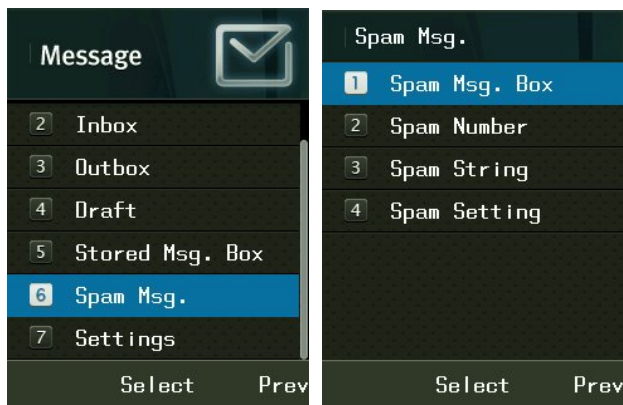 Message
2 Inbox
3 Outbox
4 Draft
5 Stored Msg. Box
6 Spam Msg.
7 Settings
Select Prev
Spam Msg.
1 Spam Msg. Box
2 Spam Number
3 Spam String
4 Spam Setting
Select Prev